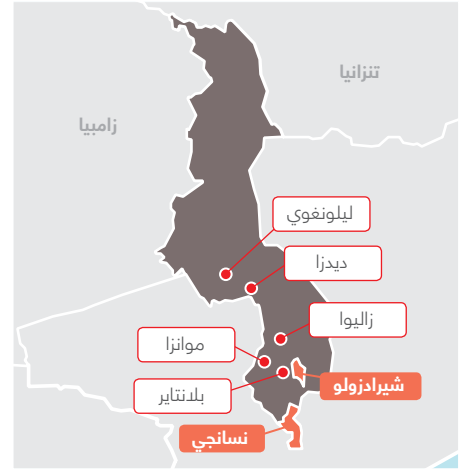 تنزانيا
زامبيا
ليلونغوي
ديدزا
زاليوا
موانزا
شيرادزولو
بلانتاير
نسانجي